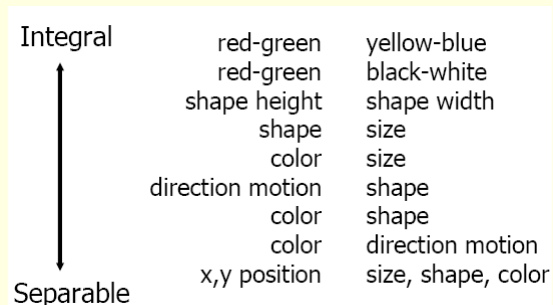 Integral
red-green yellow-blue
red-green black-white
shape height shape width
shape size
color size
direction motion shape
color shape
color direction motion
x,y position size, shape, color
Separable